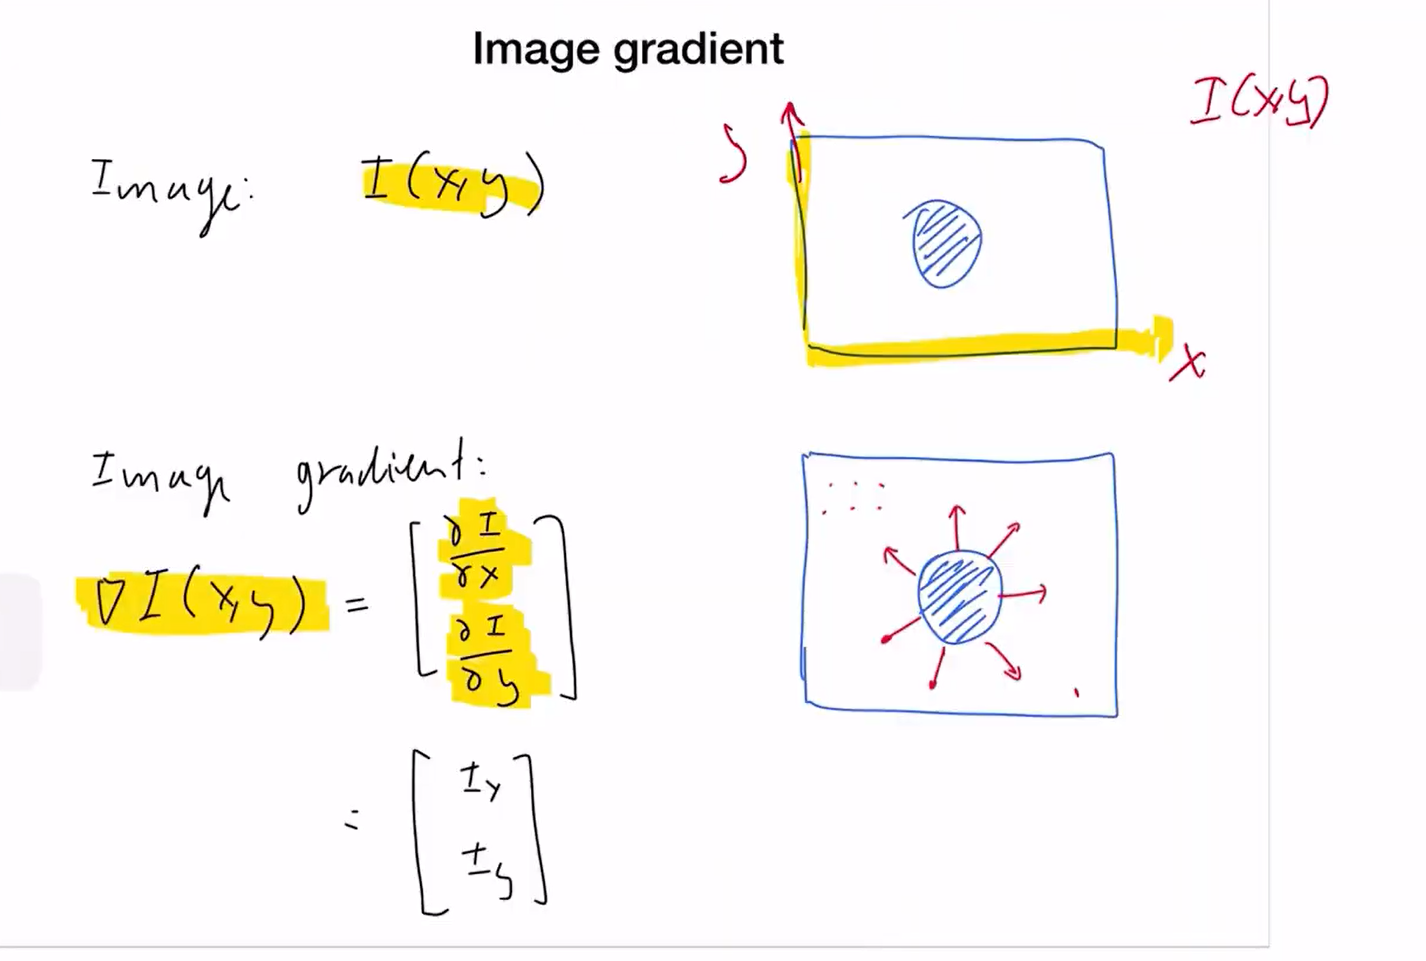 Image gradient
I(x,y)
Image: I(x,y)
y
x
Image gradient:
∇I(x,y) = [ ∂I/∂x
∂I/∂y ]
= [ Ix
Iy ]